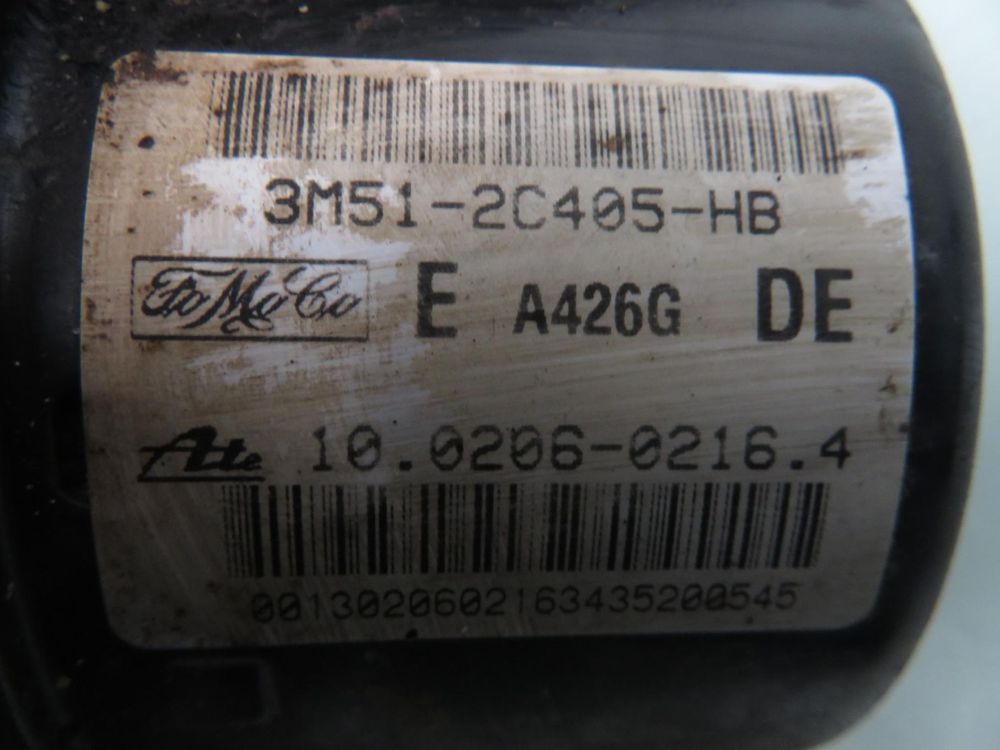 3M51-2C405-HB
FoMoCo E A426G DE
Ate 10.0206-0216.4
00130206021634352005​45